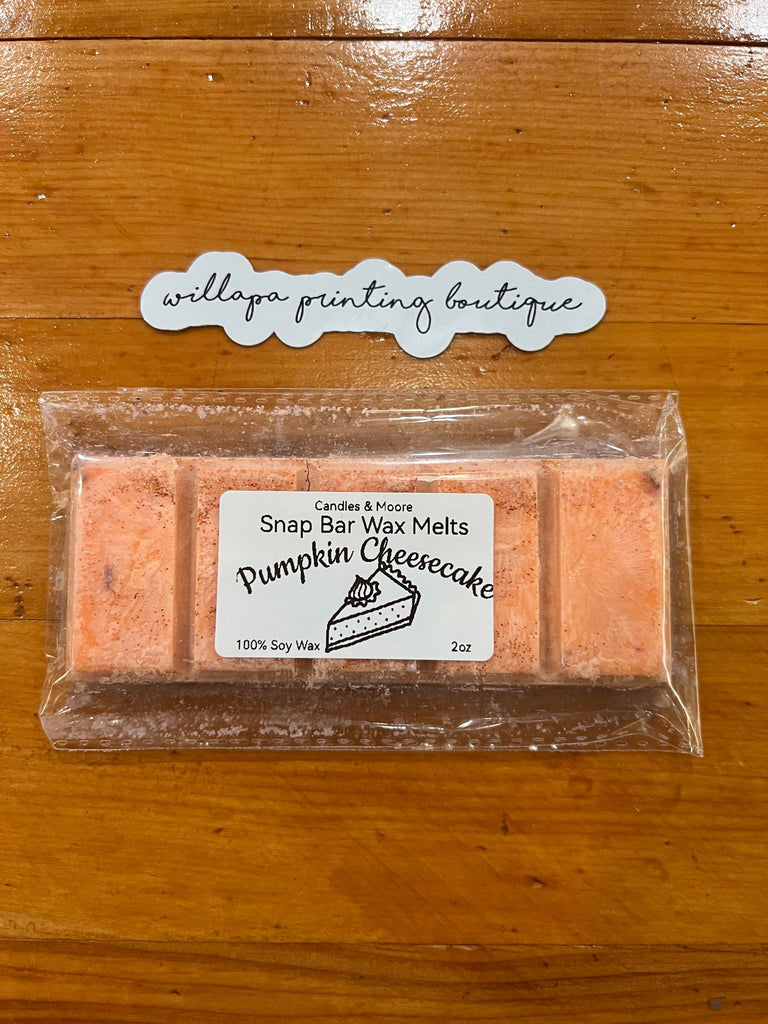 willapa printing boutique
Candles & Moore
Snap Bar Wax Melts
Pumpkin Cheesecake
100% Soy Wax 2oz